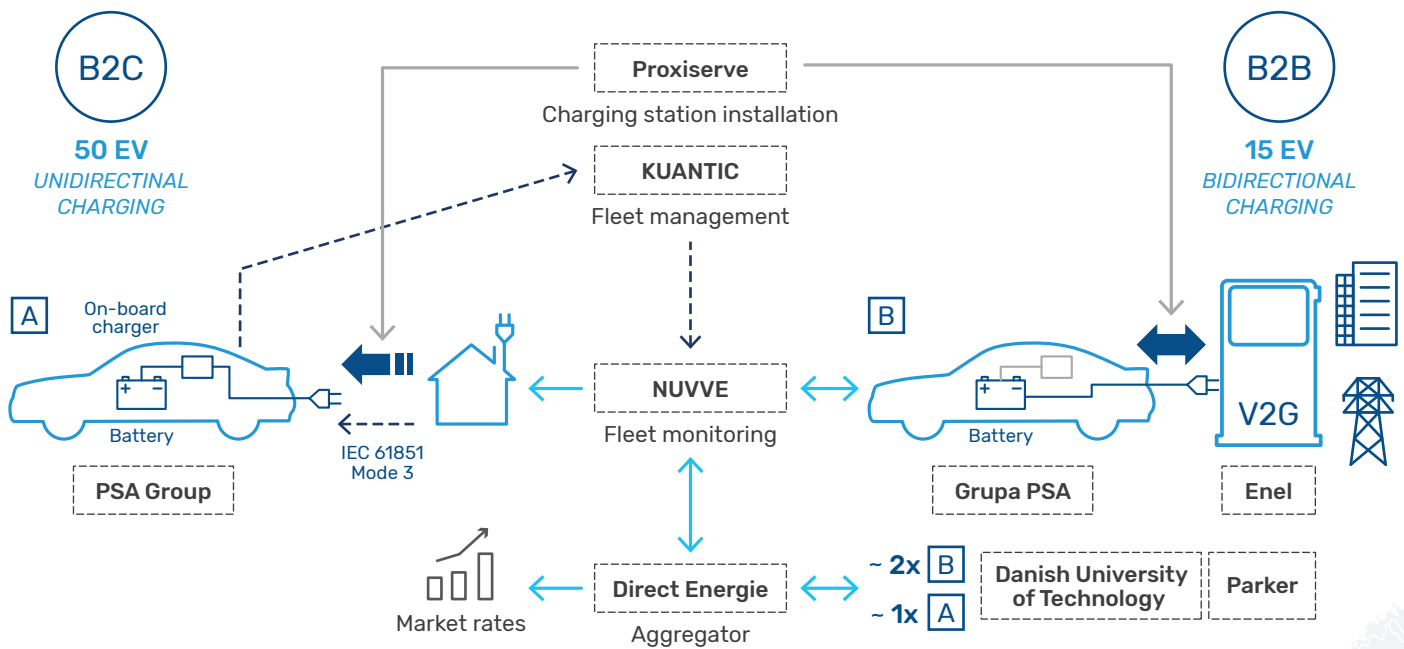 B2C
50 EV
UNIDIRECTINAL
CHARGING
Proxiserve
Charging station installation
KUANTIC
Fleet management
B2B
15 EV
BIDIRECTIONAL
CHARGING
A
On-board
charger
+ -
Battery
IEC 61851
Mode 3
PSA Group
NUVVE
Fleet monitoring
B
+ -
Battery
V2G
Grupa PSA
Enel
Market rates
Direct Energie
Aggregator
~ 2x B
~ 1x A
Danish University
of Technology
Parker